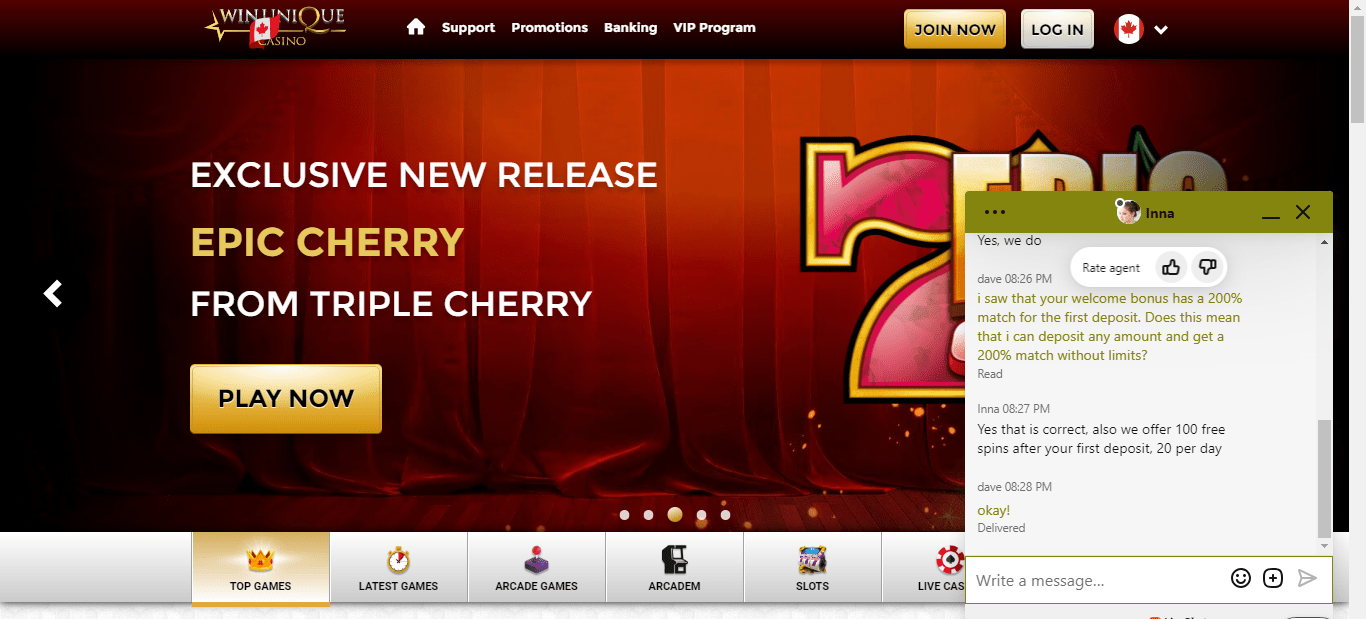 WINUNIQUE
CASINO
Support
Promotions
Banking
VIP Program
JOIN NOW
LOG IN
EXCLUSIVE NEW RELEASE
EPIC CHERRY
FROM TRIPLE CHERRY
PLAY NOW
EPIC
TOP GAMES
LATEST GAMES
ARCADE GAMES
ARCADEM
SLOTS
LIVE CAS
Inna
Yes, we do
Rate agent
dave 08:26 PM
i saw that your welcome bonus has a 200%
match for the first deposit. Does this mean
that i can deposit any amount and get a
200% match without limits?
Read
Inna 08:27 PM
Yes that is correct, also we offer 100 free
spins after your first deposit, 20 per day
dave 08:28 PM
okay!
Delivered
Write a message...